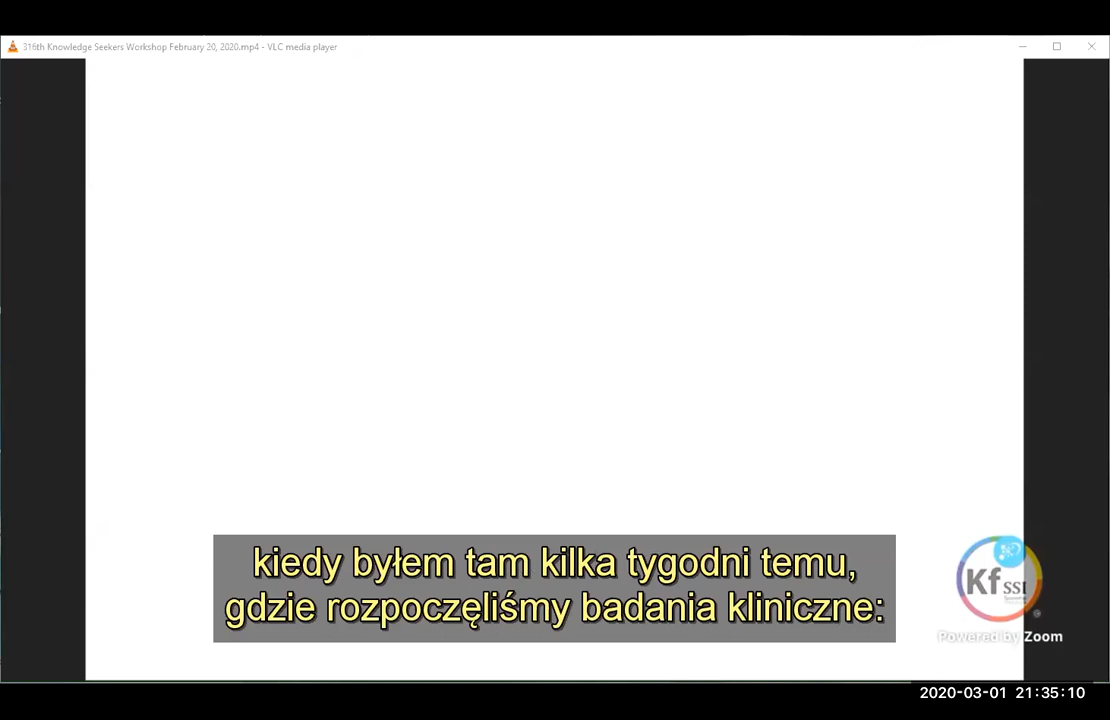 316th Knowledge Seekers Workshop February 20, 2020.mp4 - VLC media player
kiedy byłem tam kilka tygodni temu,
gdzie rozpoczęliśmy badania kliniczne:
Kf SSI
Powered by Zoom
2020-03-01 21:35:10